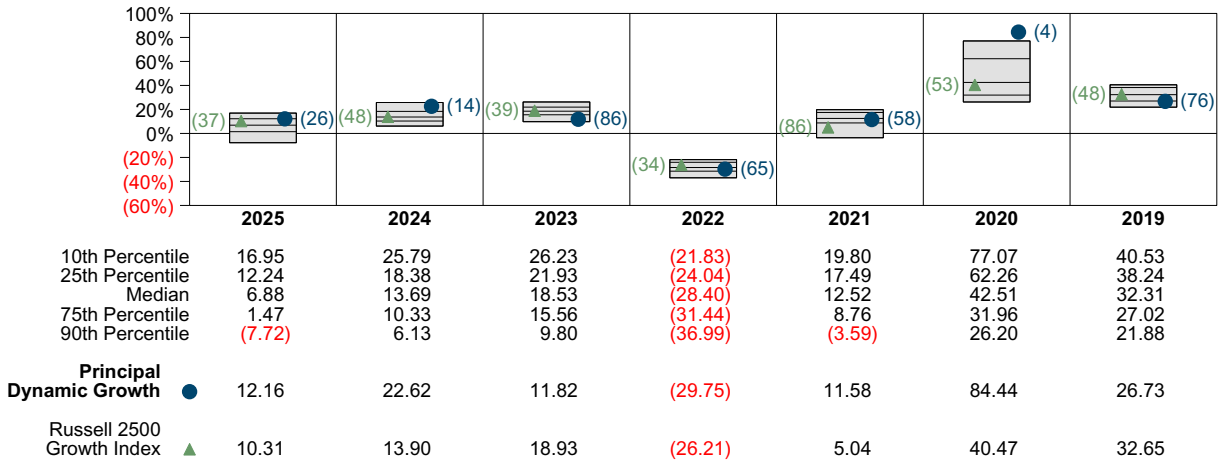 100%
80%
60%
40%
20%
0%
(20%)
(40%)
(60%)
(37) (26)
(48) (14)
(39) (86)
(34) (65)
(86) (58)
(53) (4)
(48) (76)
2025 2024 2023 2022 2021 2020 2019
10th Percentile 16.95 25.79 26.23 (21.83) 19.80 77.07 40.53
25th Percentile 12.24 18.38 21.93 (24.04) 17.49 62.26 38.24
Median 6.88 13.69 18.53 (28.40) 12.52 42.51 32.31
75th Percentile 1.47 10.33 15.56 (31.44) 8.76 31.96 27.02
90th Percentile (7.72) 6.13 9.80 (36.99) (3.59) 26.20 21.88
Principal
Dynamic Growth 12.16 22.62 11.82 (29.75) 11.58 84.44 26.73
Russell 2500
Growth Index 10.31 13.90 18.93 (26.21) 5.04 40.47 32.65